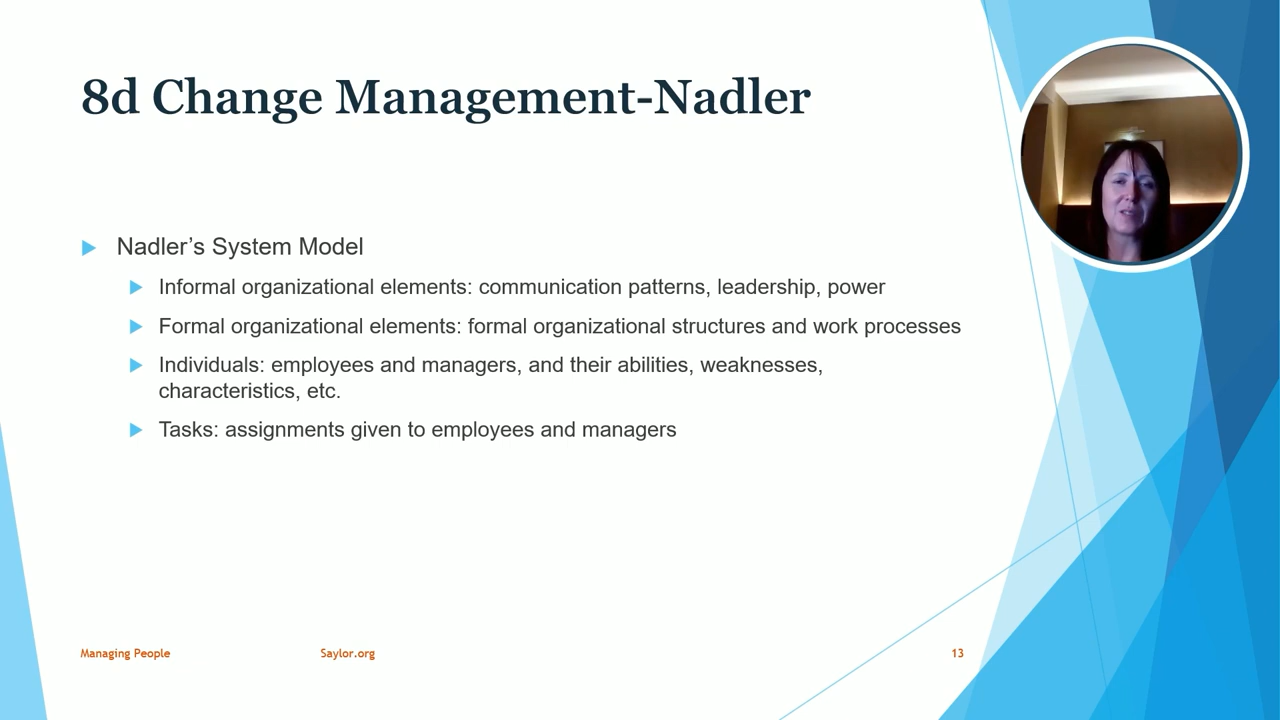 8d Change Management-Nadler
Nadler’s System Model
Informal organizational elements: communication patterns, leadership, power
Formal organizational elements: formal organizational structures and work processes
Individuals: employees and managers, and their abilities, weaknesses,
characteristics, etc.
Tasks: assignments given to employees and managers
Managing People
Saylor.org
13